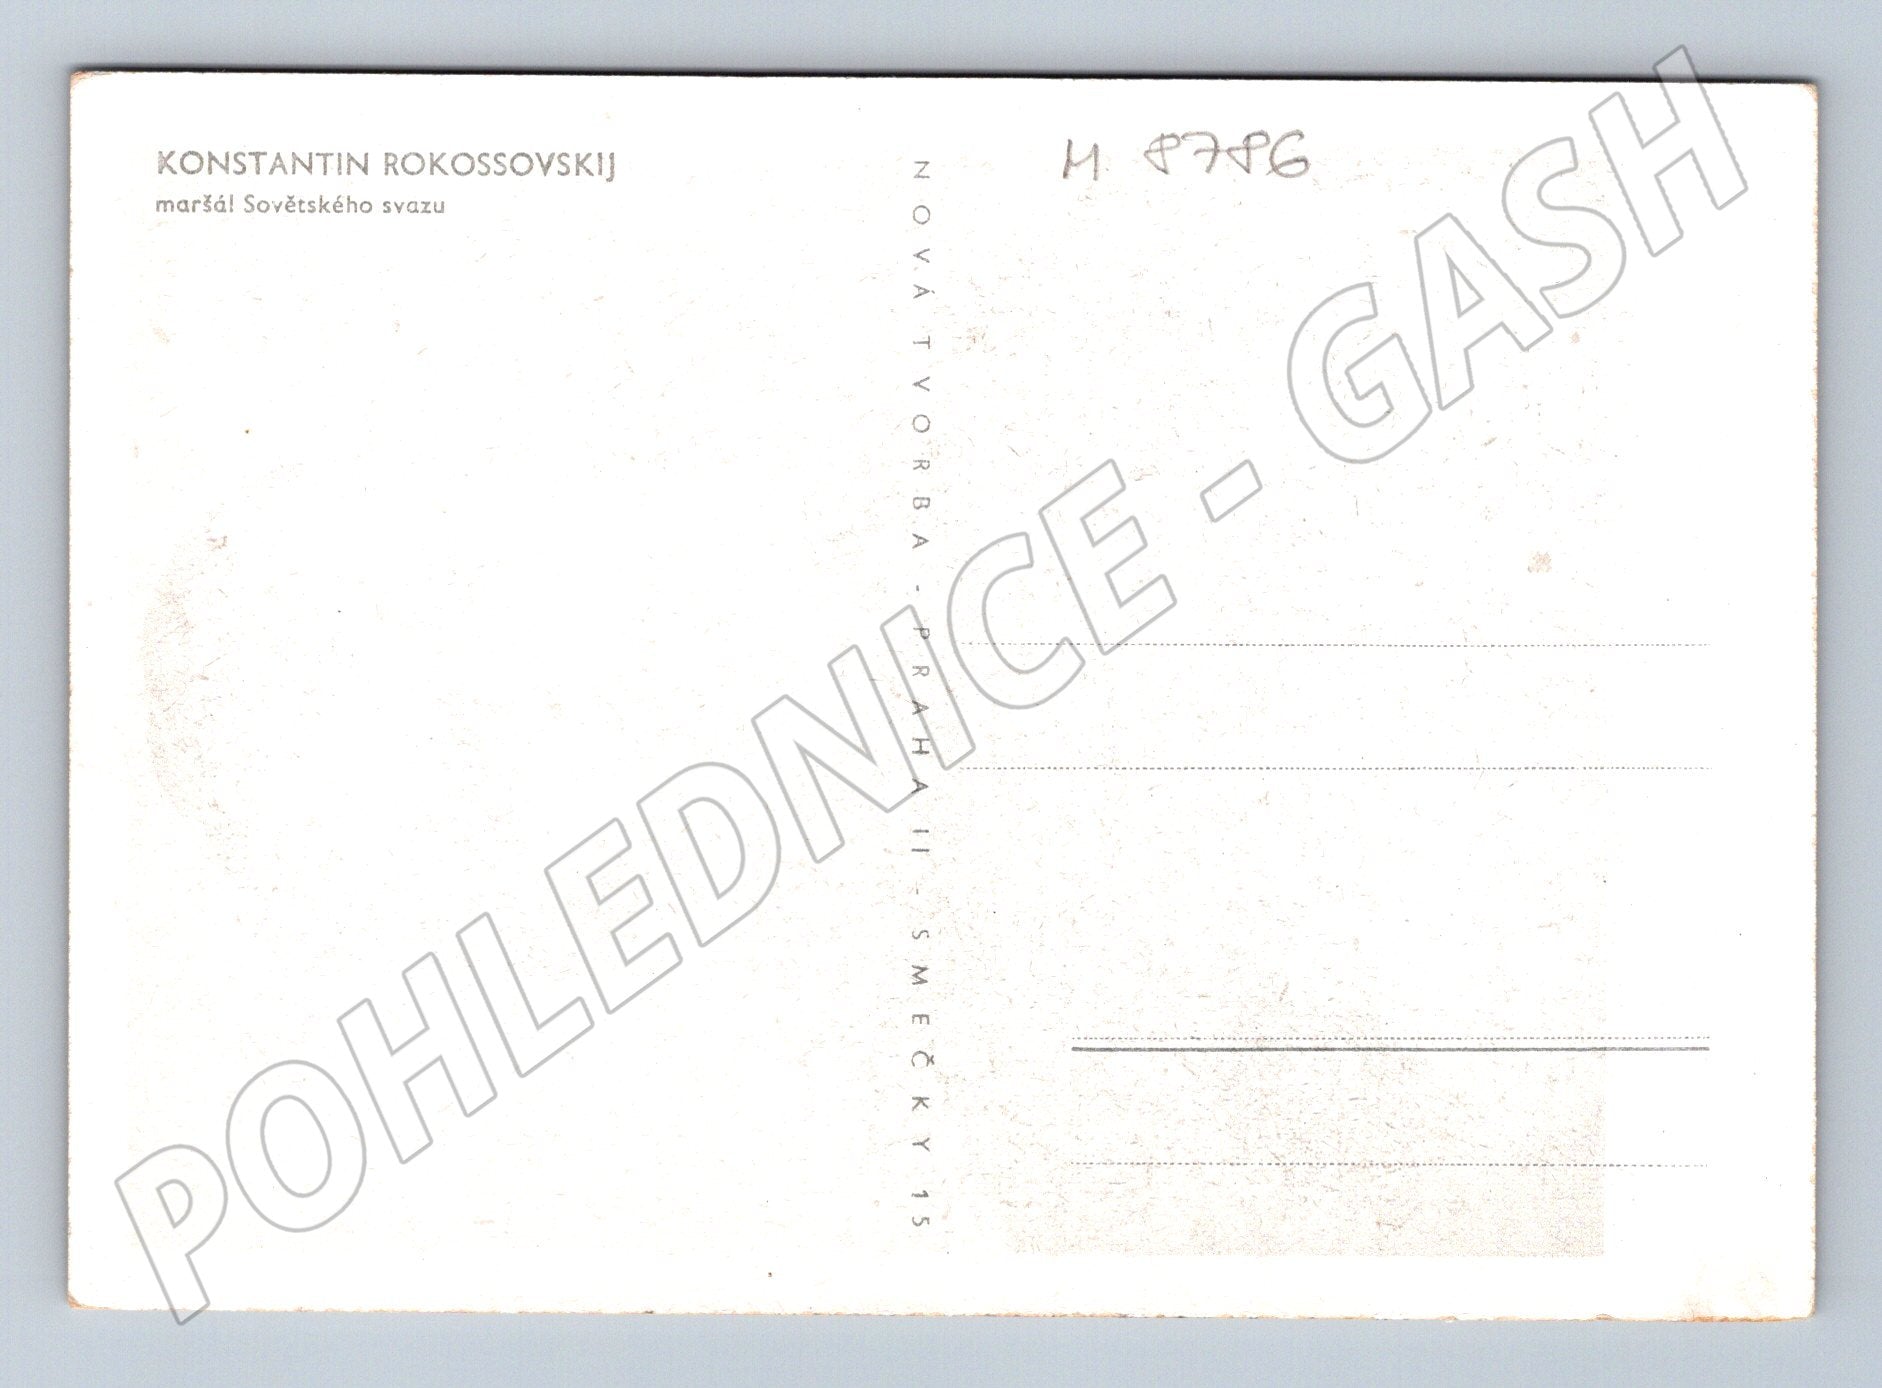 KONSTANTIN ROKOSSOVSKIJ
maršál Sovětského svazu
NOVÁ TVORBA - PRAHA II - SMEČKY 15
M 8786
POHLEDNICE - GASH